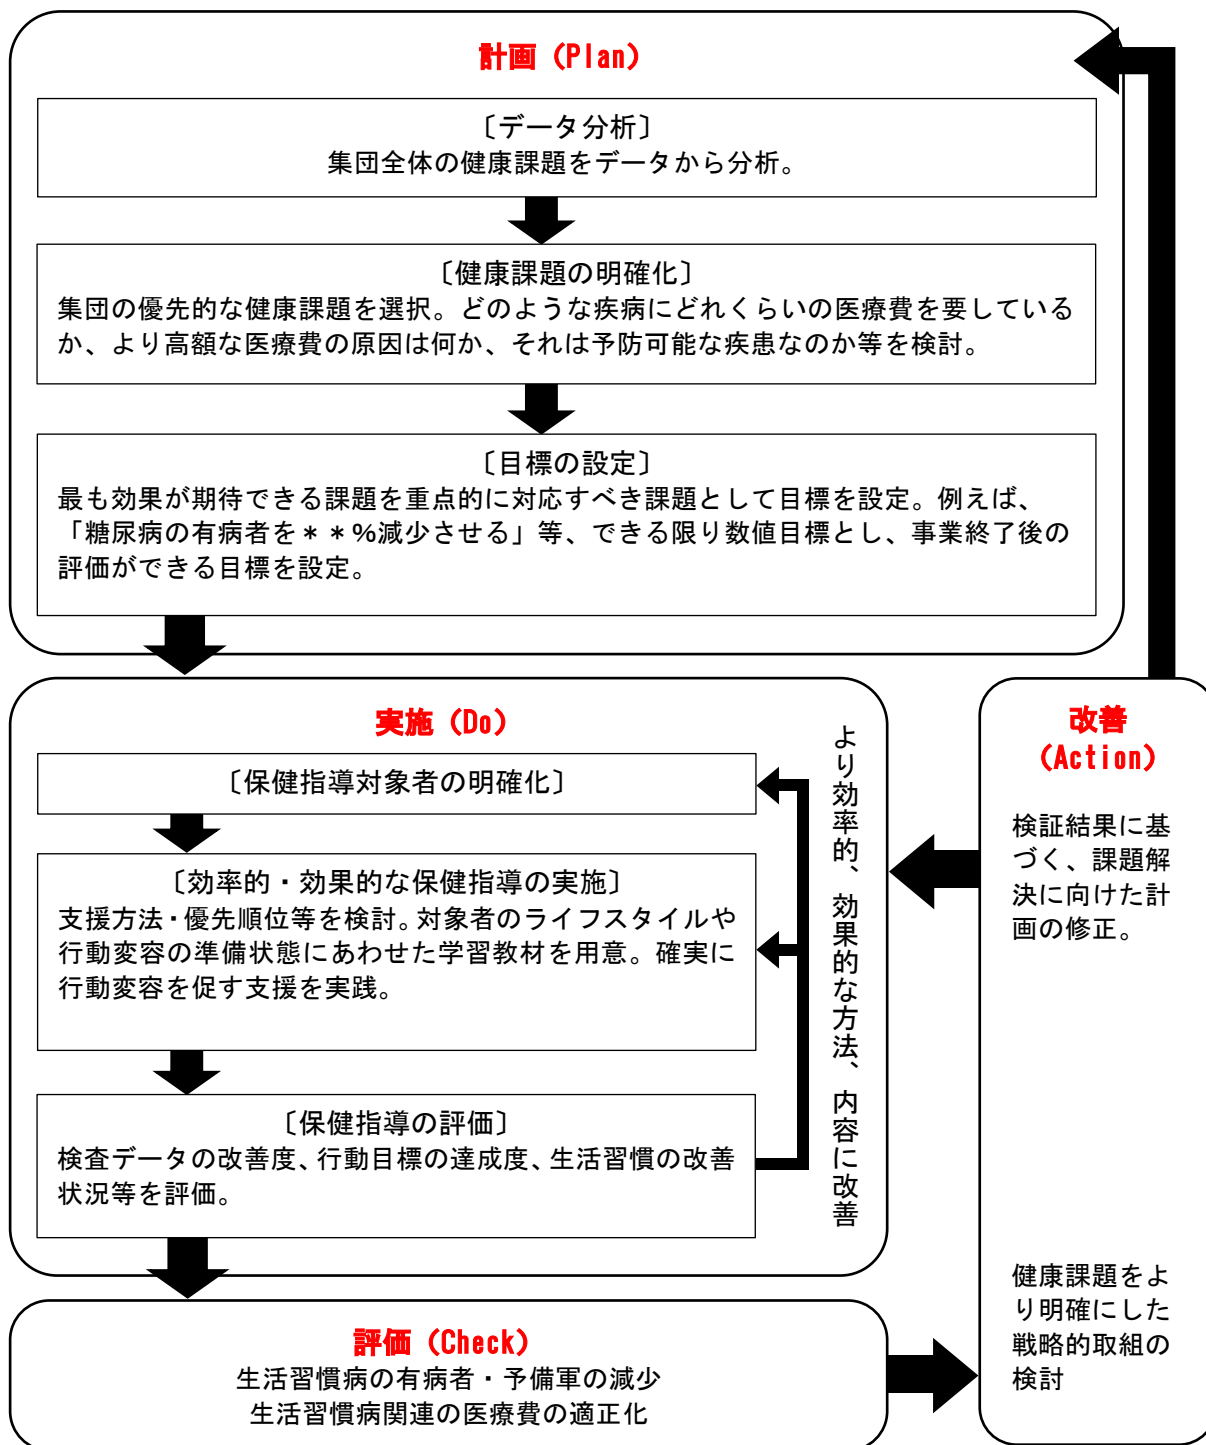 計画（Plan）
〔データ分析〕
集団全体の健康課題をデータから分析。
〔健康課題の明確化〕
集団の優先的な健康課題を選択。どのような疾病にどれくらいの医療費を要している
か、より高額な医療費の原因は何か、それは予防可能な疾患なのか等を検討。
〔目標の設定〕
最も効果が期待できる課題を重点的に対応すべき課題として目標を設定。例えば、
「糖尿病の有病者を＊＊％減少させる」等、できる限り数値目標とし、事業終了後の
評価ができる目標を設定。
実施（Do）
〔保健指導対象者の明確化〕
〔効率的・効果的な保健指導の実施〕
支援方法・優先順位等を検討。対象者のライフスタイルや
行動変容の準備状態にあわせた学習教材を用意。確実に
行動変容を促す支援を実践。
〔保健指導の評価〕
検査データの改善度、行動目標の達成度、生活習慣の改善
状況等を評価。
より効率的、効果的な方法、内容に改善
評価（Check）
生活習慣病の有病者・予備軍の減少
生活習慣病関連の医療費の適正化
改善
（Action）
検証結果に基
づく、課題解
決に向けた計
画の修正。
健康課題をよ
り明確にした
戦略的取組の
検討